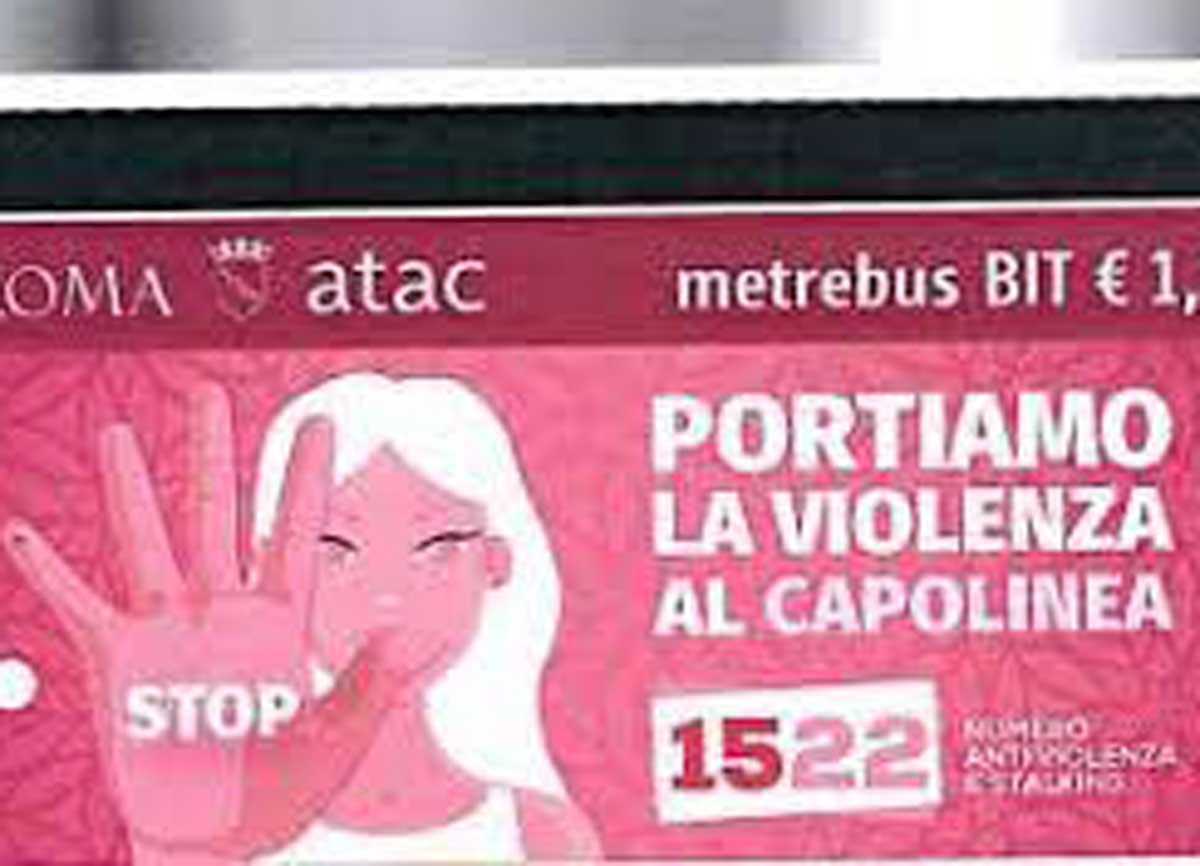 ROMA atac metrebus BIT € 1,
PORTIAMO
LA VIOLENZA
AL CAPOLINEA
STOP
1522
NUMERO
ANTIVIOLENZA
E STALKING